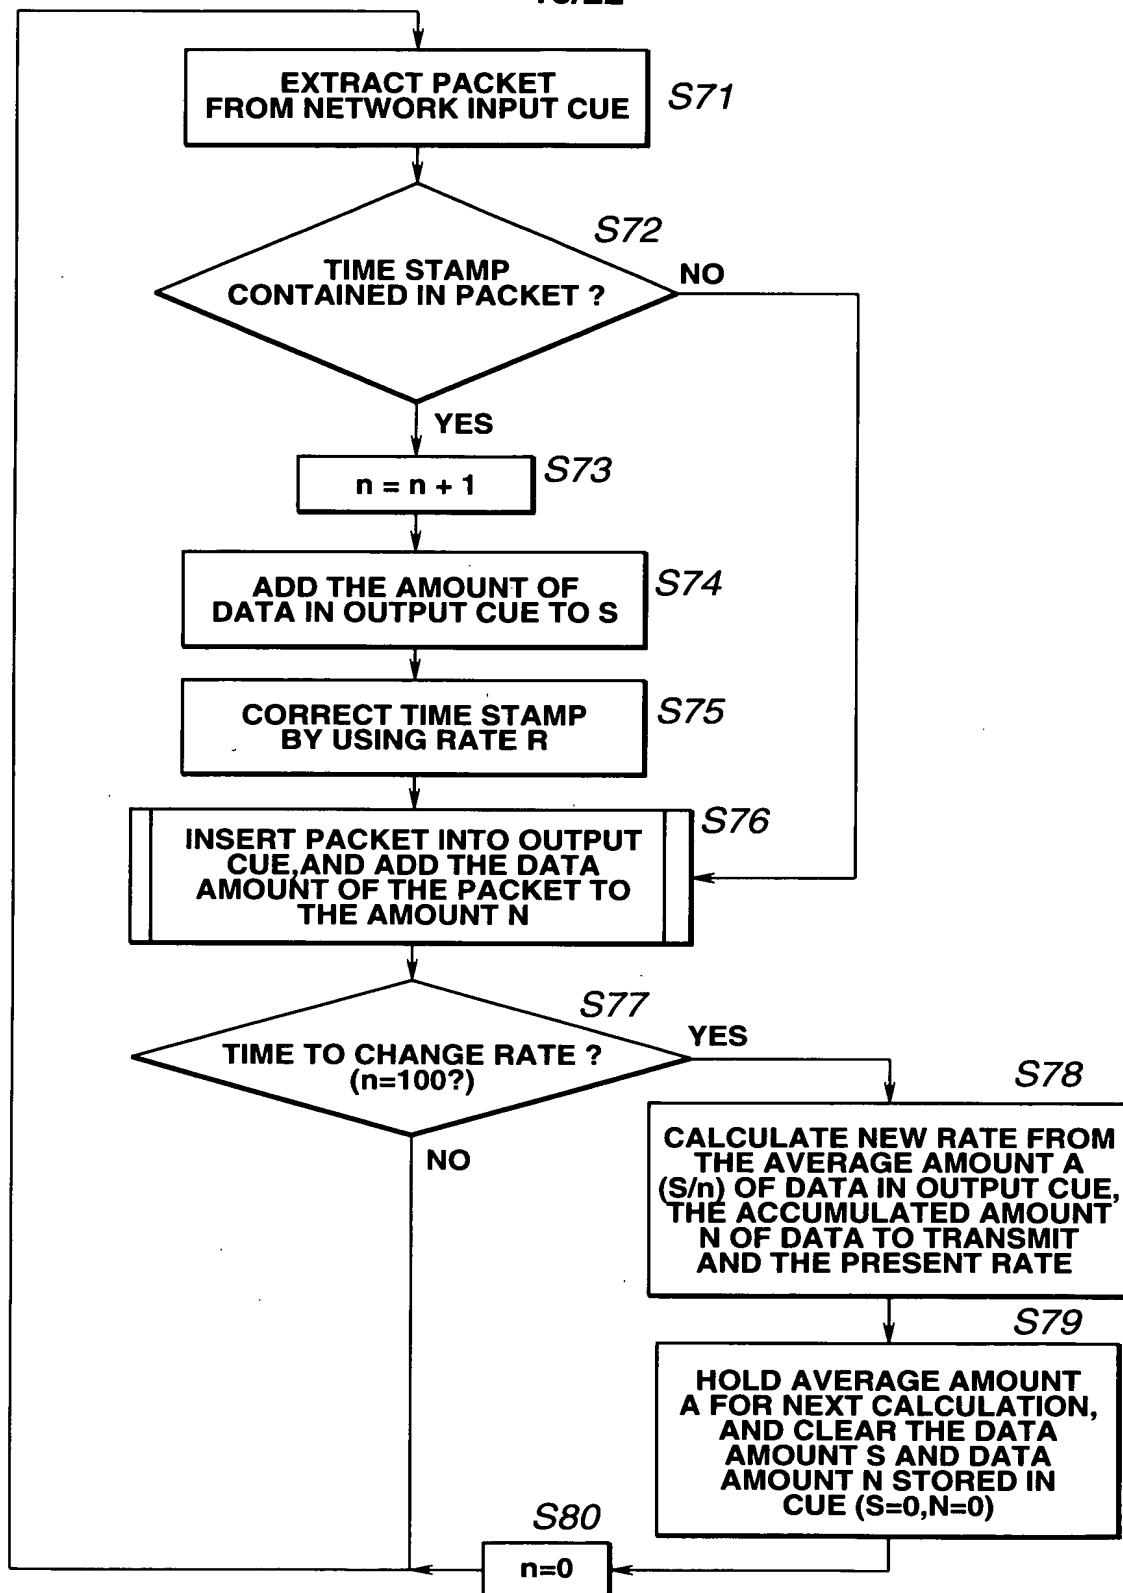 EXTRACT PACKET
FROM NETWORK INPUT CUE
S71
S72
TIME STAMP
CONTAINED IN PACKET ?
NO
YES
S73
n = n + 1
S74
ADD THE AMOUNT OF
DATA IN OUTPUT CUE TO S
S75
CORRECT TIME STAMP
BY USING RATE R
S76
INSERT PACKET INTO OUTPUT
CUE,AND ADD THE DATA
AMOUNT OF THE PACKET TO
THE AMOUNT N
S77
TIME TO CHANGE RATE ?
(n=100?)
YES
NO
S78
CALCULATE NEW RATE FROM
THE AVERAGE AMOUNT A
(S/n) OF DATA IN OUTPUT CUE,
THE ACCUMULATED AMOUNT
N OF DATA TO TRANSMIT
AND THE PRESENT RATE
S79
HOLD AVERAGE AMOUNT
A FOR NEXT CALCULATION,
AND CLEAR THE DATA
AMOUNT S AND DATA
AMOUNT N STORED IN
CUE (S=0,N=0)
S80
n=0